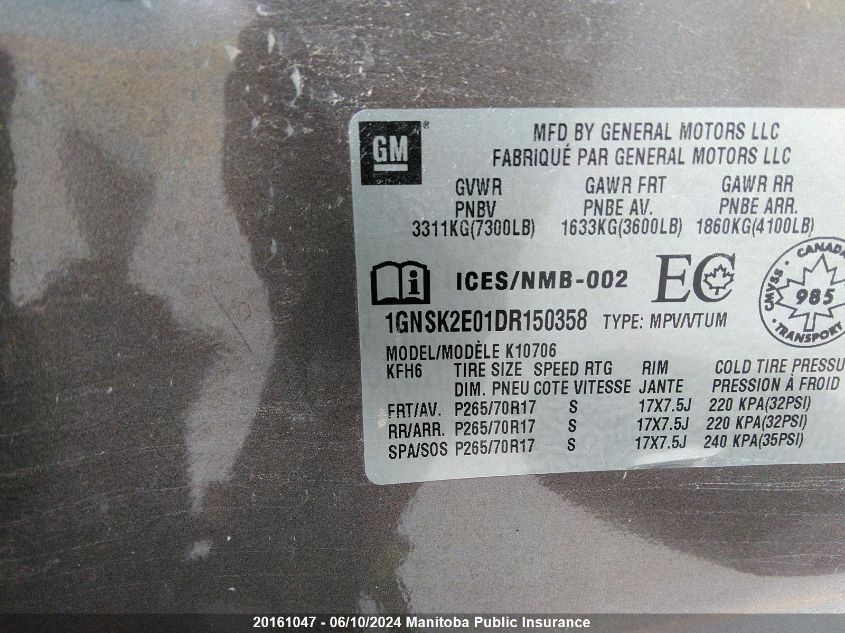 GM ®
MFD BY GENERAL MOTORS LLC
FABRIQUÉ PAR GENERAL MOTORS LLC
GVWR GAWR FRT GAWR RR
PNBV PNBE AV. PNBE ARR.
3311KG(7300LB) 1633KG(3600LB) 1860KG(4100LB)
ICES/NMB-002 EC
CANADA CMVSS 985 TRANSPORT
1GNSK2E01DR150358 TYPE: MPV/VTUM
MODEL/MODÈLE K10706
KFH6 TIRE SIZE SPEED RTG RIM COLD TIRE PRESSU
DIM. PNEU COTE VITESSE JANTE PRESSION À FROID
FRT/AV. P265/70R17 S 17X7.5J 220 KPA(32PSI)
RR/ARR. P265/70R17 S 17X7.5J 220 KPA(32PSI)
SPA/SOS P265/70R17 S 17X7.5J 240 KPA(35PSI)
20161047 - 06/10/2024 Manitoba Public Insurance